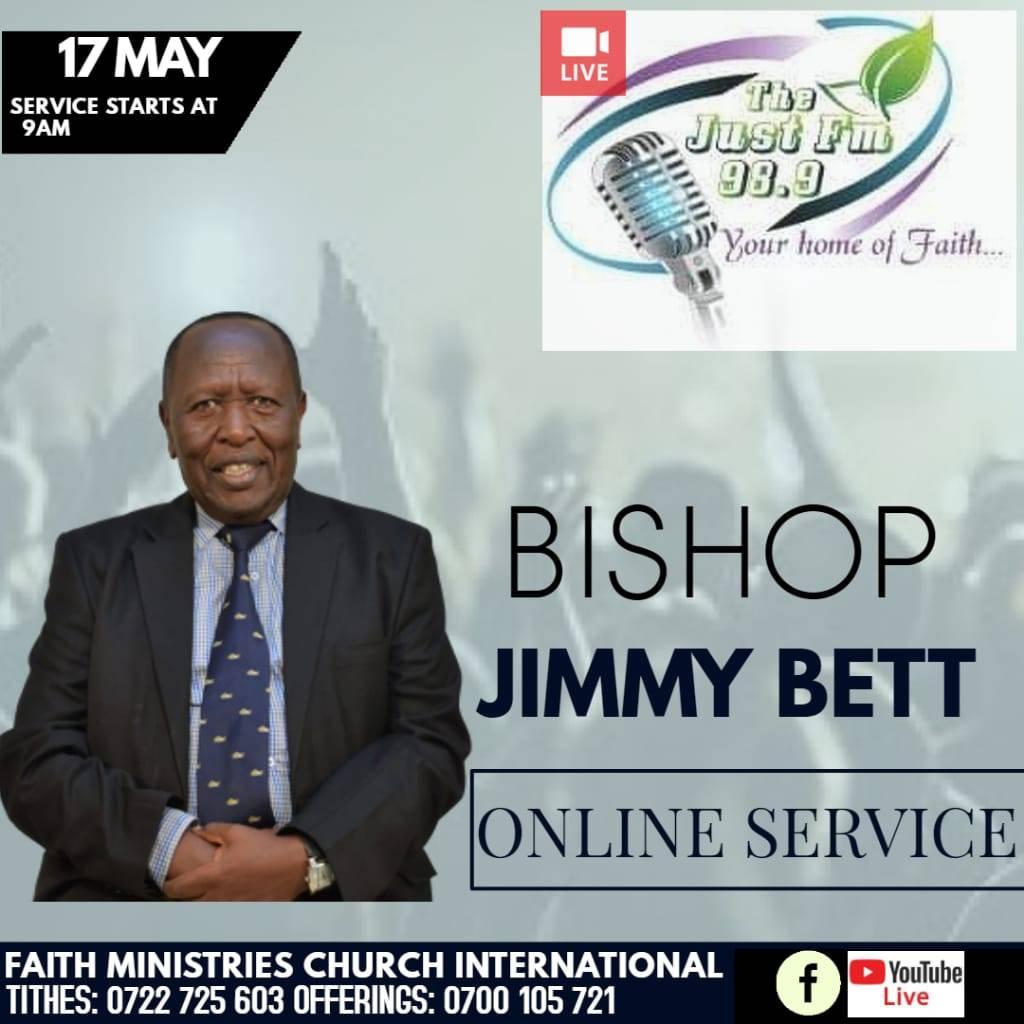 17 MAY
SERVICE STARTS AT
9AM
LIVE
The
Just Fm
98.9
Your home of Faith...
BISHOP
JIMMY BETT
ONLINE SERVICE
FAITH MINISTRIES CHURCH INTERNATIONAL
TITHES: 0722 725 603 OFFERINGS: 0700 105 721
f
YouTube
Live